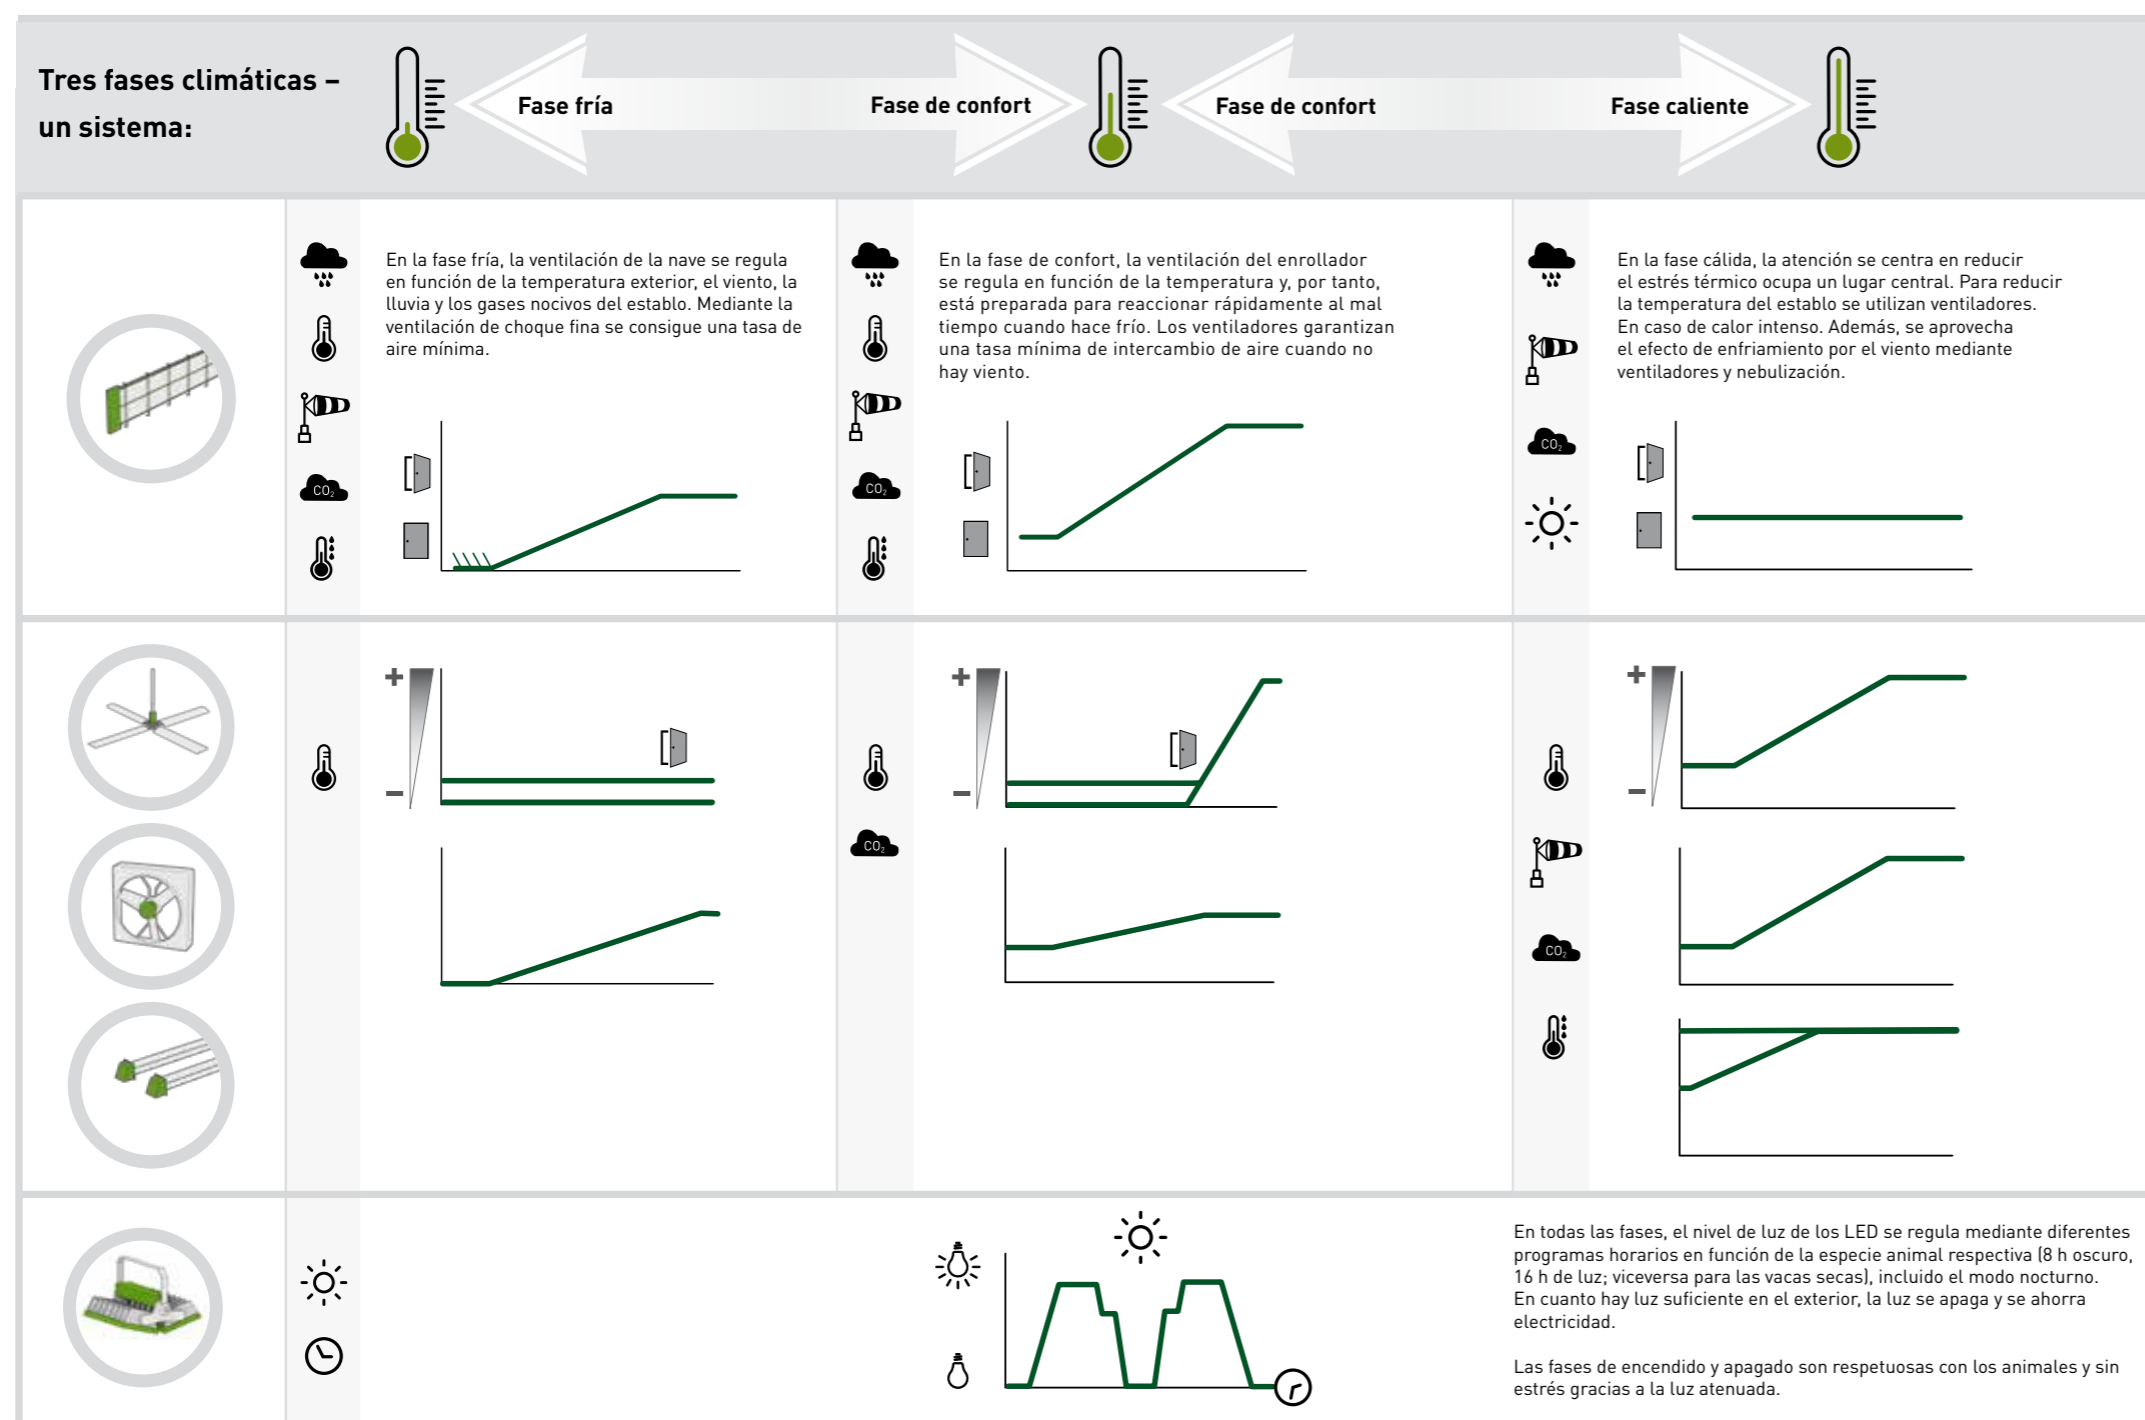 Tres fases climáticas –
un sistema:
Fase fría
Fase de confort
Fase de confort
Fase caliente
En la fase fría, la ventilación de la nave se regula
en función de la temperatura exterior, el viento, la
lluvia y los gases nocivos del establo. Mediante la
ventilación de choque fina se consigue una tasa de
aire mínima.
CO₂
En la fase de confort, la ventilación del enrollador
se regula en función de la temperatura y, por tanto,
está preparada para reaccionar rápidamente al mal
tiempo cuando hace frío. Los ventiladores garantizan
una tasa mínima de intercambio de aire cuando no
hay viento.
CO₂
En la fase cálida, la atención se centra en reducir
el estrés térmico ocupa un lugar central. Para reducir
la temperatura del establo se utilizan ventiladores.
En caso de calor intenso. Además, se aprovecha
el efecto de enfriamiento por el viento mediante
ventiladores y nebulización.
CO₂
+
−
+
−
CO₂
+
−
CO₂
En todas las fases, el nivel de luz de los LED se regula mediante diferentes
programas horarios en función de la especie animal respectiva (8 h oscuro,
16 h de luz; viceversa para las vacas secas), incluido el modo nocturno.
En cuanto hay luz suficiente en el exterior, la luz se apaga y se ahorra
electricidad.
Las fases de encendido y apagado son respetuosas con los animales y sin
estrés gracias a la luz atenuada.